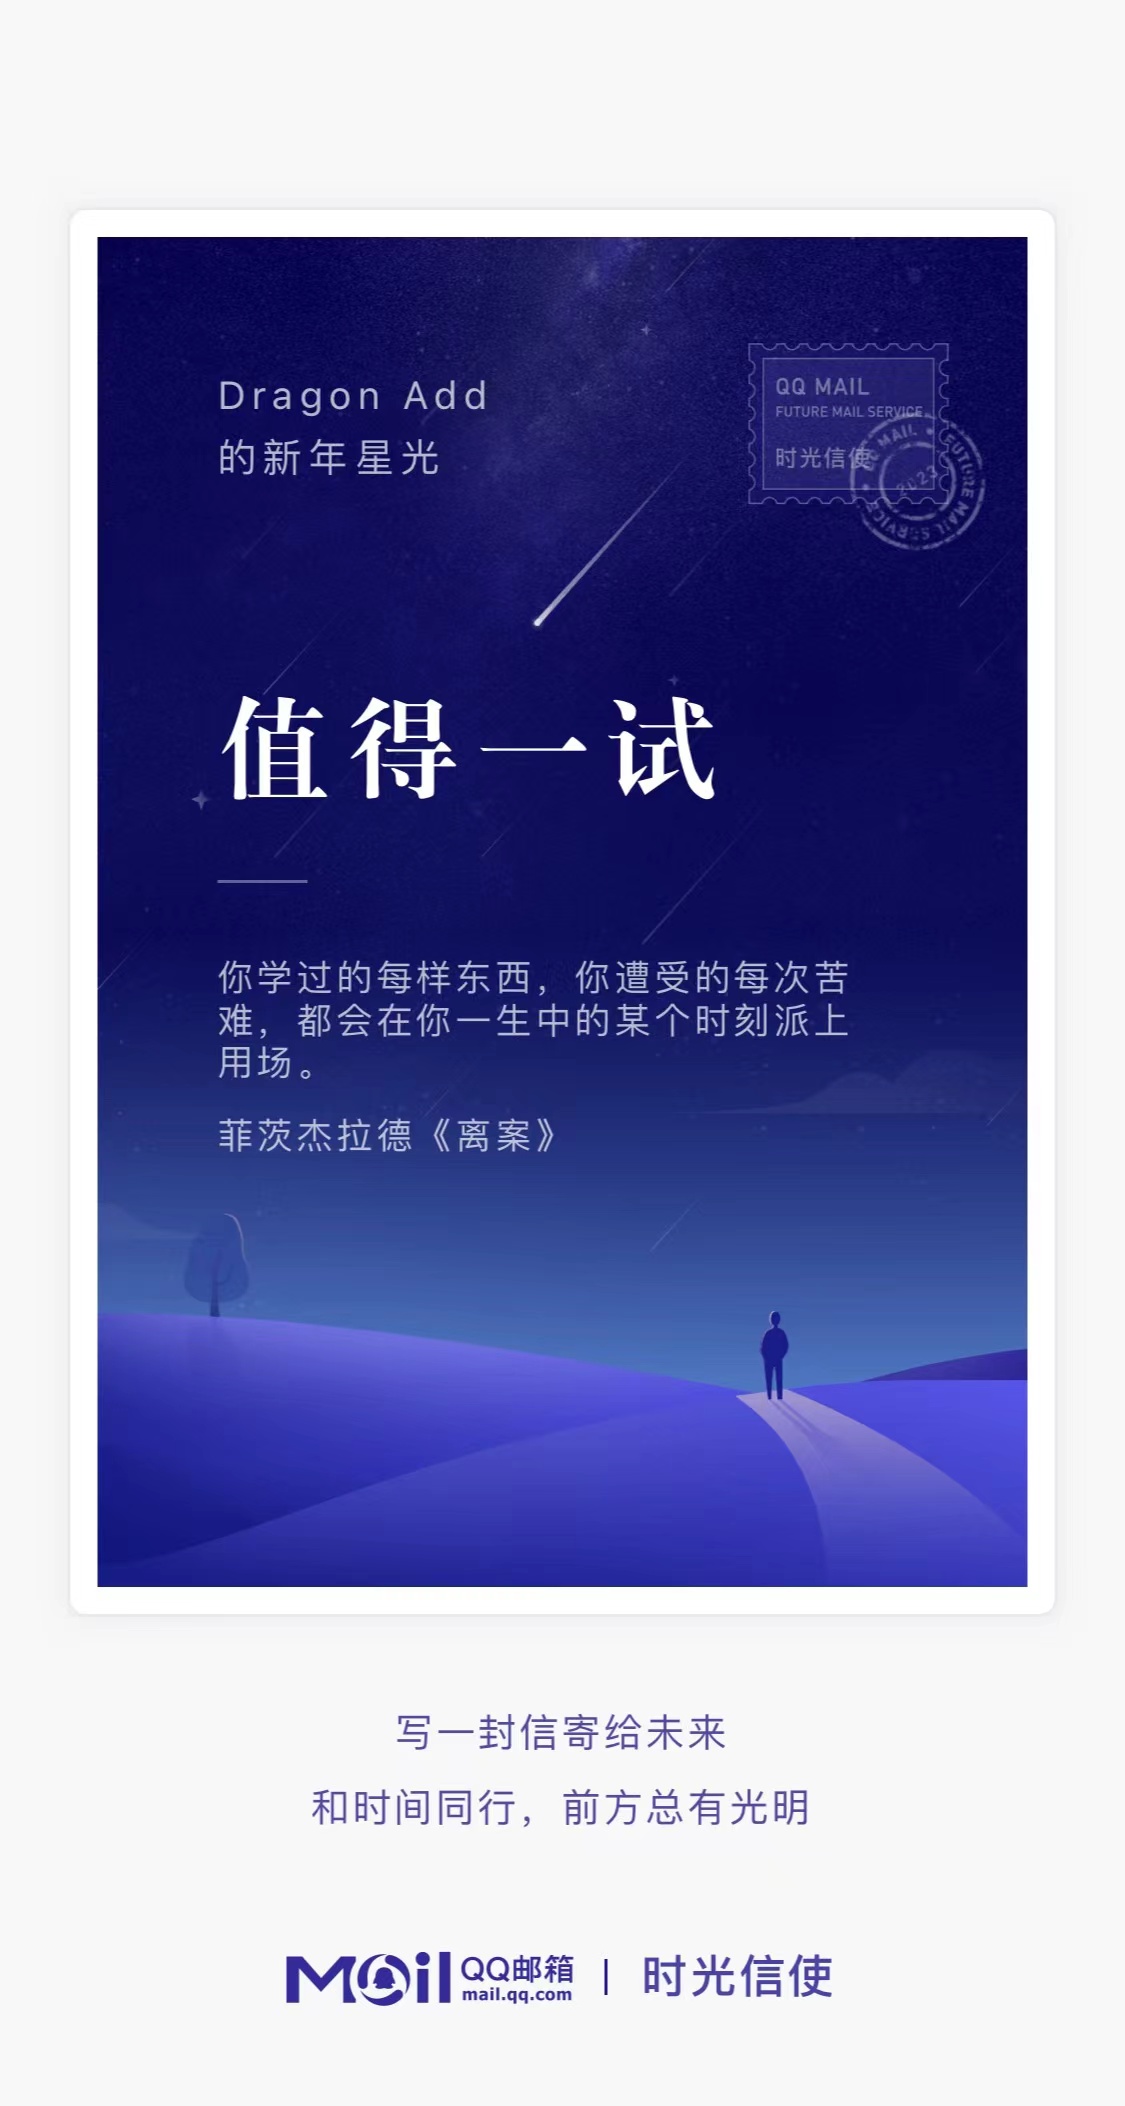 Dragon Add
的新年星光
QQ MAIL
FUTURE MAIL SERVICE
时光信使
QQ MAIL • FUTURE MAIL SERVICE •
2023
值得一试
你学过的每样东西，你遭受的每次苦
难，都会在你一生中的某个时刻派上
用场。
菲茨杰拉德《离案》
写一封信寄给未来
和时间同行，前方总有光明
Mail QQ邮箱 | 时光信使
mail.qq.com